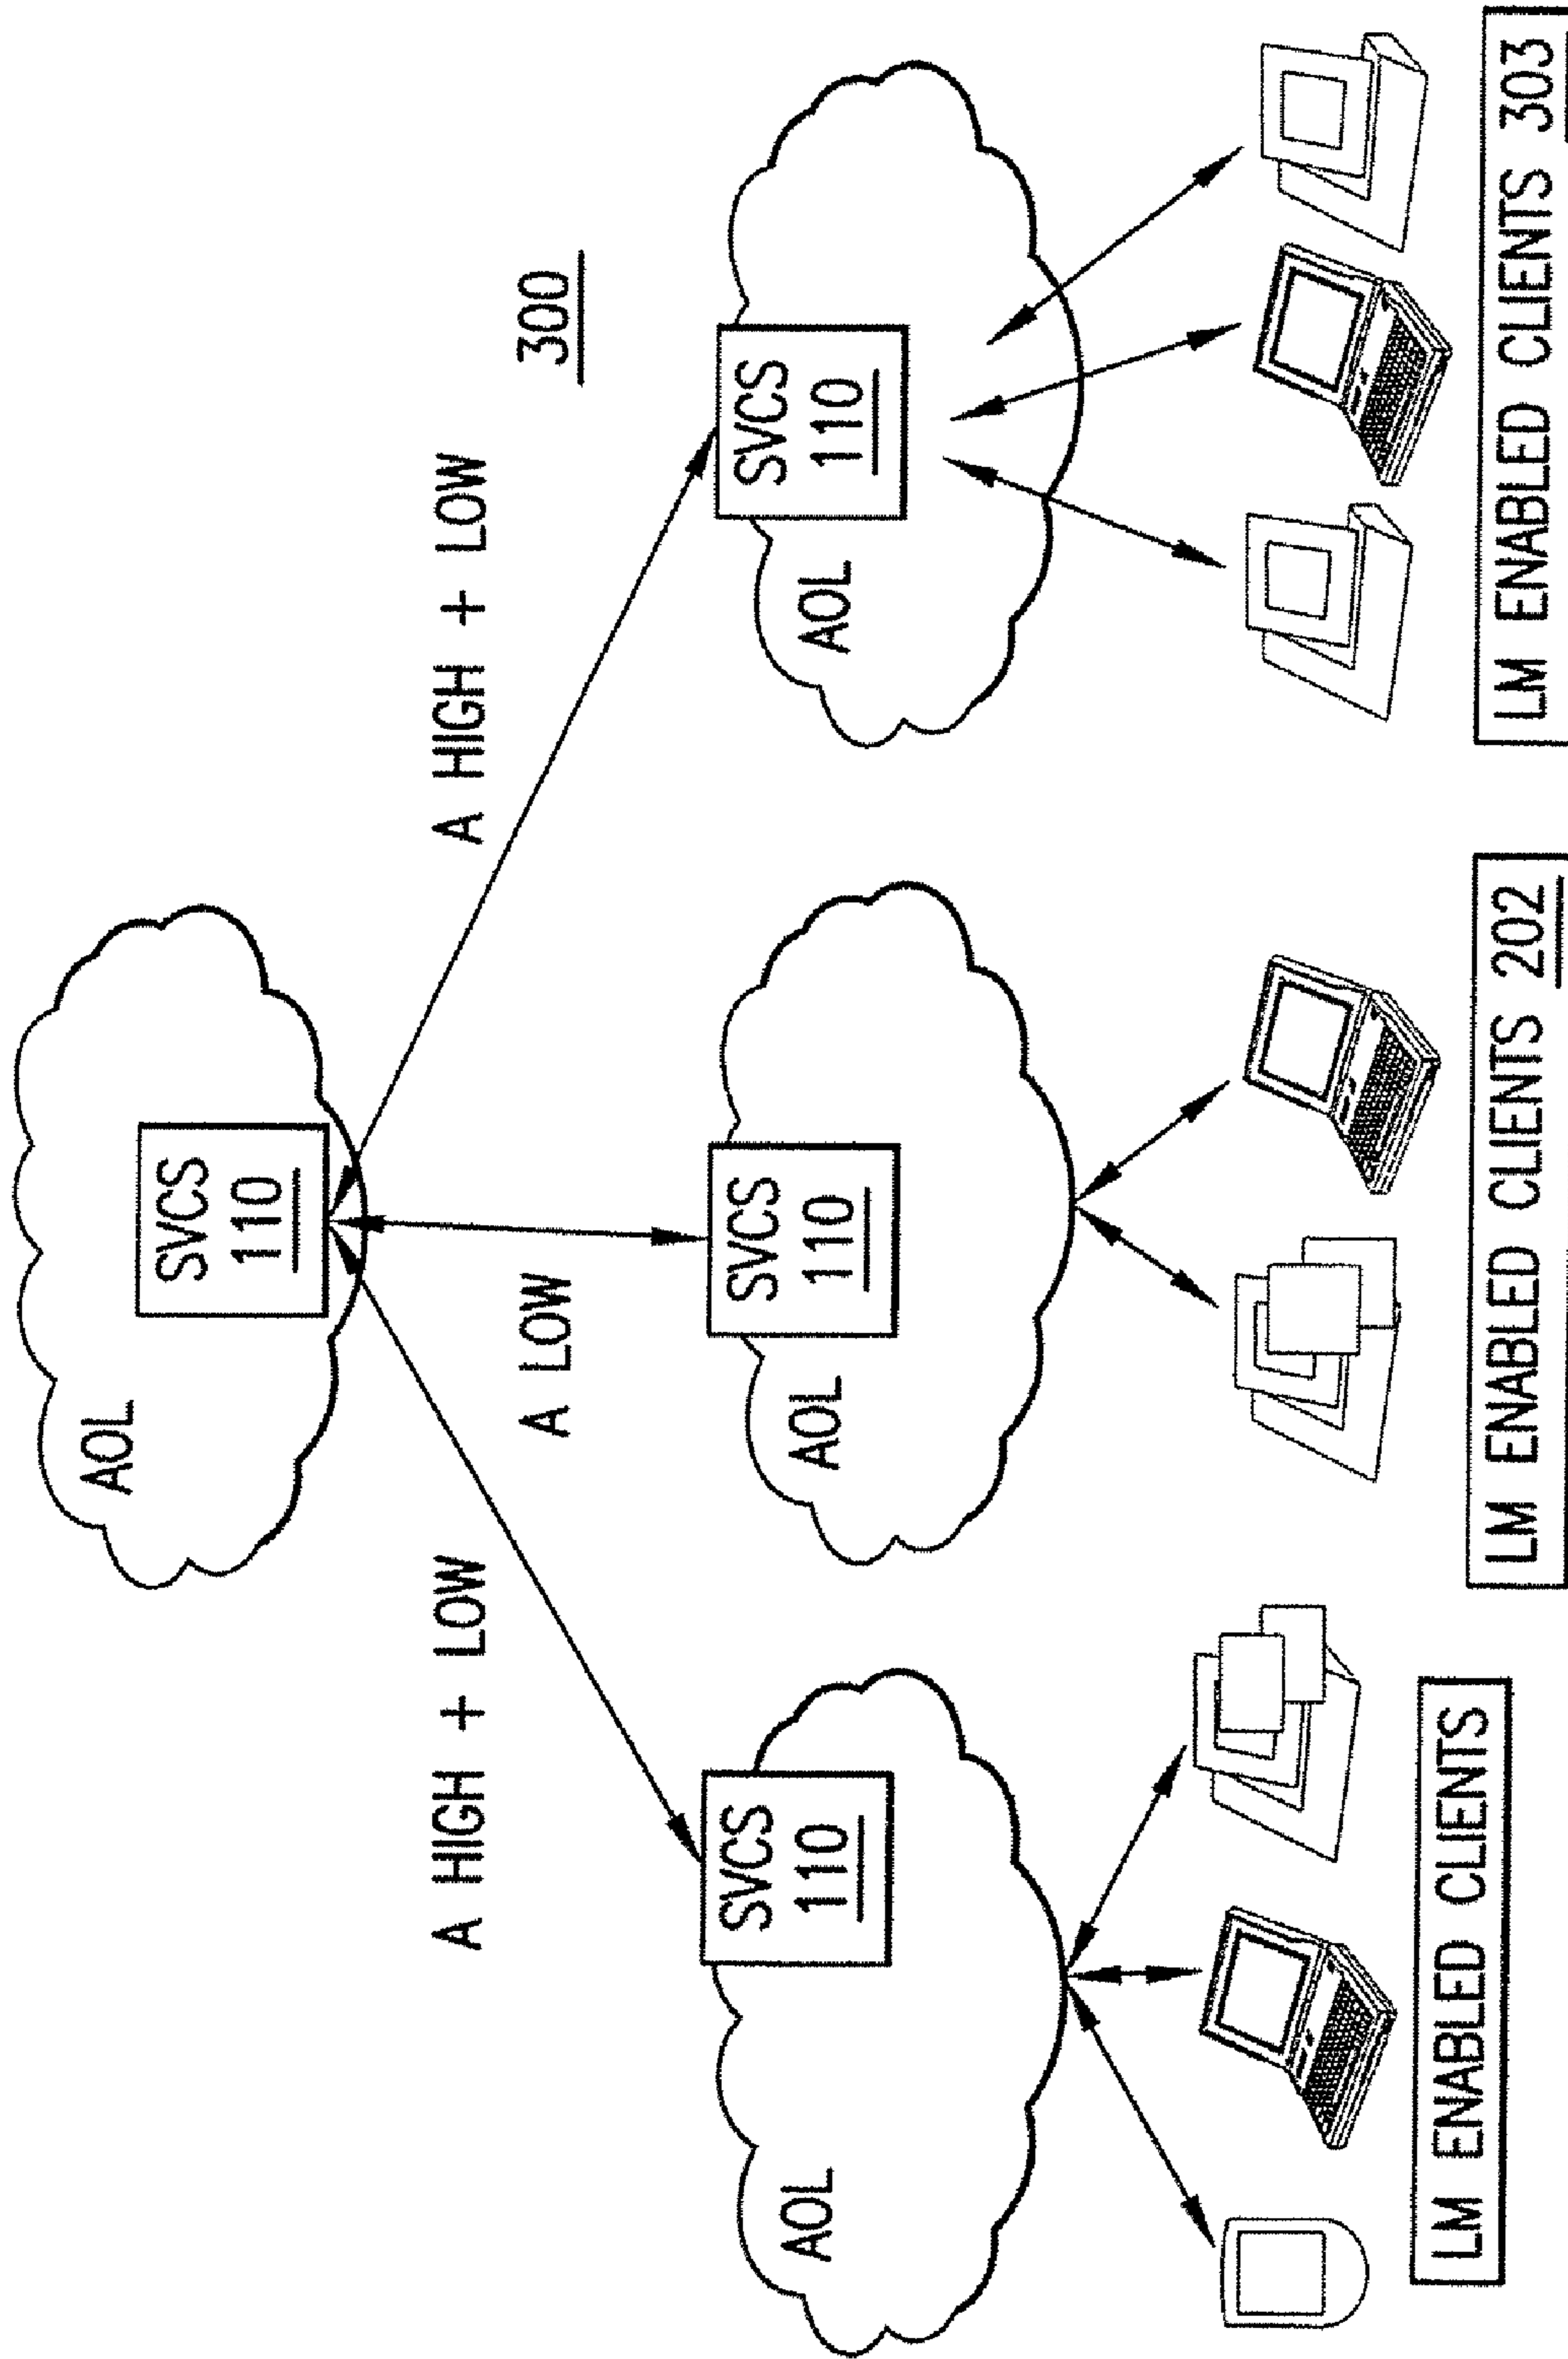 AOL
SVCS
110
A HIGH + LOW
A LOW
A HIGH + LOW
300
AOL
SVCS
110
AOL
SVCS
110
AOL
SVCS
110
LM ENABLED CLIENTS
LM ENABLED CLIENTS 202
LM ENABLED CLIENTS 303